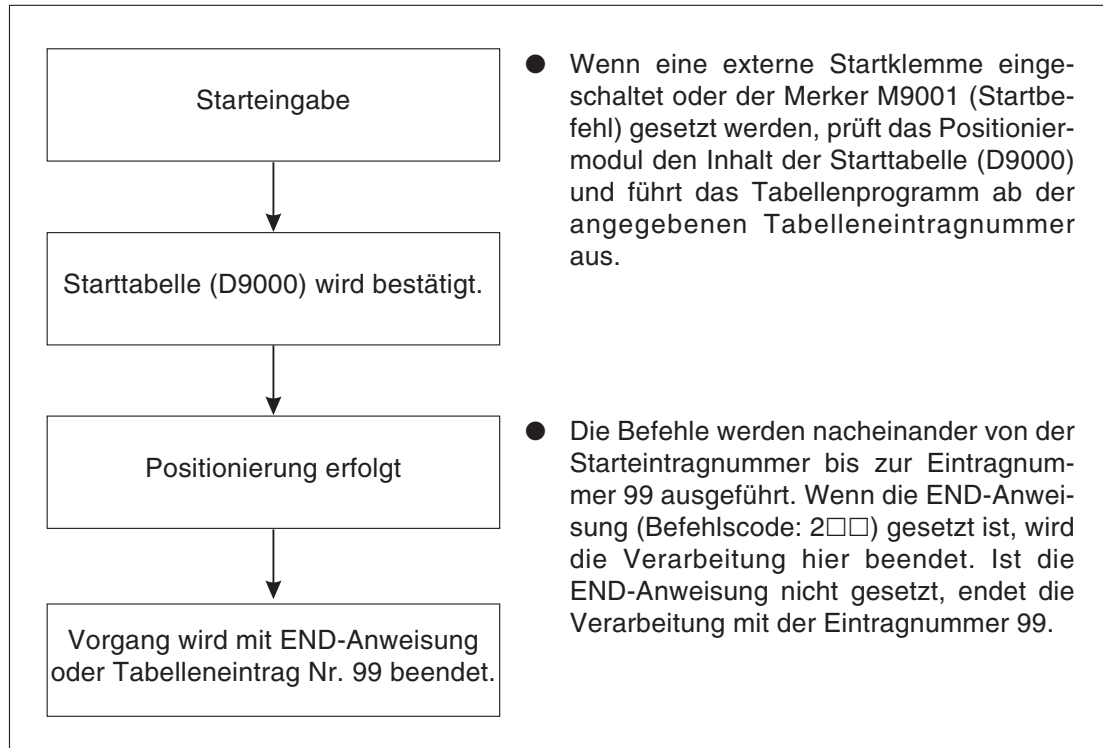 Starteingabe
Starttabelle (D9000) wird bestätigt.
Positionierung erfolgt
Vorgang wird mit END-Anweisung
oder Tabelleneintrag Nr. 99 beendet.
● Wenn eine externe Startklemme einge-
schaltet oder der Merker M9001 (Startbe-
fehl) gesetzt werden, prüft das Positionier-
modul den Inhalt der Starttabelle (D9000)
und führt das Tabellenprogramm ab der
angegebenen Tabelleneintragnummer
aus.
● Die Befehle werden nacheinander von der
Starteintragnummer bis zur Eintragnum-
mer 99 ausgeführt. Wenn die END-Anwei-
sung (Befehlscode: 2□□) gesetzt ist, wird
die Verarbeitung hier beendet. Ist die
END-Anweisung nicht gesetzt, endet die
Verarbeitung mit der Eintragnummer 99.